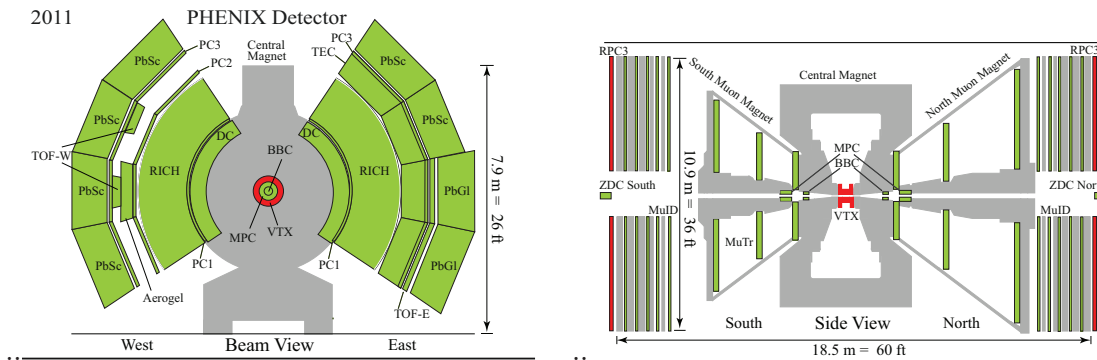 2011
PHENIX Detector
PC3
PC2
Central
Magnet
TEC
PC3
PbSc
PbSc
PbSc
PbSc
TOF-W
PbSc
PbSc
DC
DC
BBC
RICH
RICH
PbSc
PbGl
MPC
VTX
PbSc
PC1
PC1
PbGl
Aerogel
TOF-E
7.9 m = 26 ft
West
Beam View
East
RPC3
RPC3
South Muon Magnet
Central Magnet
North Muon Magnet
MPC
BBC
10.9 m = 36 ft
ZDC South
ZDC Nor
VTX
MuID
MuID
MuTr
South
Side View
North
18.5 m = 60 ft